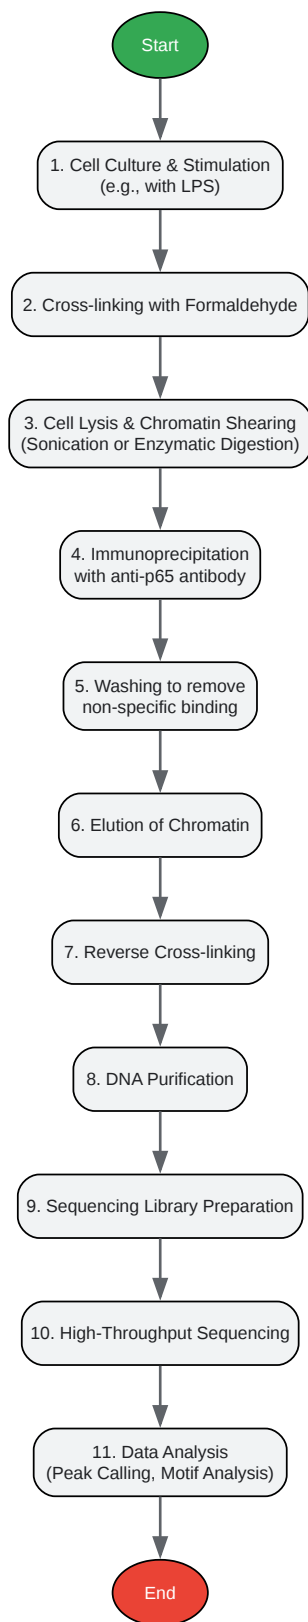 Start
1. Cell Culture & Stimulation
(e.g., with LPS)
2. Cross-linking with Formaldehyde
3. Cell Lysis & Chromatin Shearing
(Sonication or Enzymatic Digestion)
4. Immunoprecipitation
with anti-p65 antibody
5. Washing to remove
non-specific binding
6. Elution of Chromatin
7. Reverse Cross-linking
8. DNA Purification
9. Sequencing Library Preparation
10. High-Throughput Sequencing
11. Data Analysis
(Peak Calling, Motif Analysis)
End